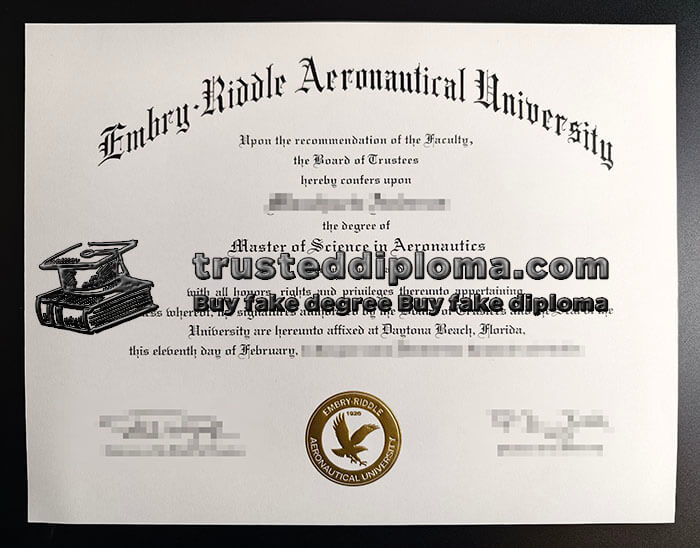 Embry-Riddle Aeronautical University
Upon the recommendation of the Faculty,
the Board of Trustees
hereby confers upon
the degree of
Master of Science in Aeronautics
trusteddiploma.com
with all honors, rights and privileges thereunto appertaining.
Buy fake degree Buy fake diploma
University are hereunto affixed at Daytona Beach, Florida,
this eleventh day of February,
EMBRY-RIDDLE
1926
AERONAUTICAL UNIVERSITY